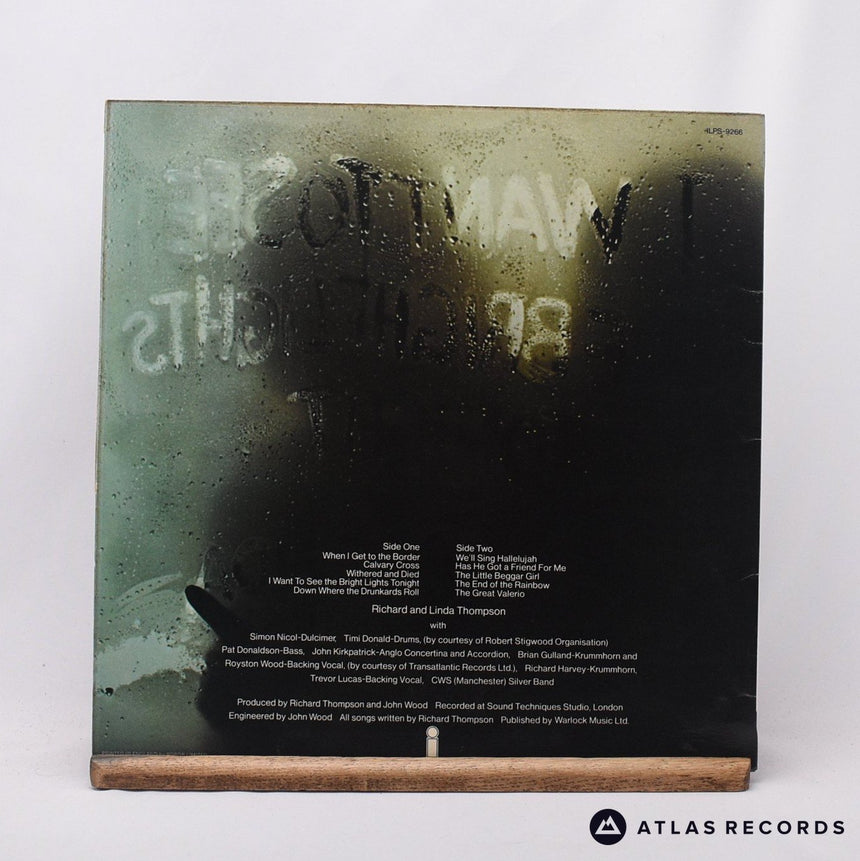 ILPS-9266
I WANT TO SEE
THE BRIGHT LIGHTS
T
Side One
When I Get to the Border
Calvary Cross
Withered and Died
I Want To See the Bright Lights Tonight
Down Where the Drunkards Roll
Side Two
We'll Sing Hallelujah
Has He Got a Friend For Me
The Little Beggar Girl
The End of the Rainbow
The Great Valerio
Richard and Linda Thompson
with
Simon Nicol-Dulcimer, Timi Donald-Drums, (by courtesy of Robert Stigwood Organisation)
Pat Donaldson-Bass, John Kirkpatrick-Anglo Concertina and Accordion, Brian Gulland-Krummhorn and
Royston Wood-Backing Vocal, (by courtesy of Transatlantic Records Ltd.), Richard Harvey-Krummhorn,
Trevor Lucas-Backing Vocal, CWS (Manchester) Silver Band
Produced by Richard Thompson and John Wood Recorded at Sound Techniques Studio, London
Engineered by John Wood All songs written by Richard Thompson Published by Warlock Music Ltd.
i
ATLAS RECORDS